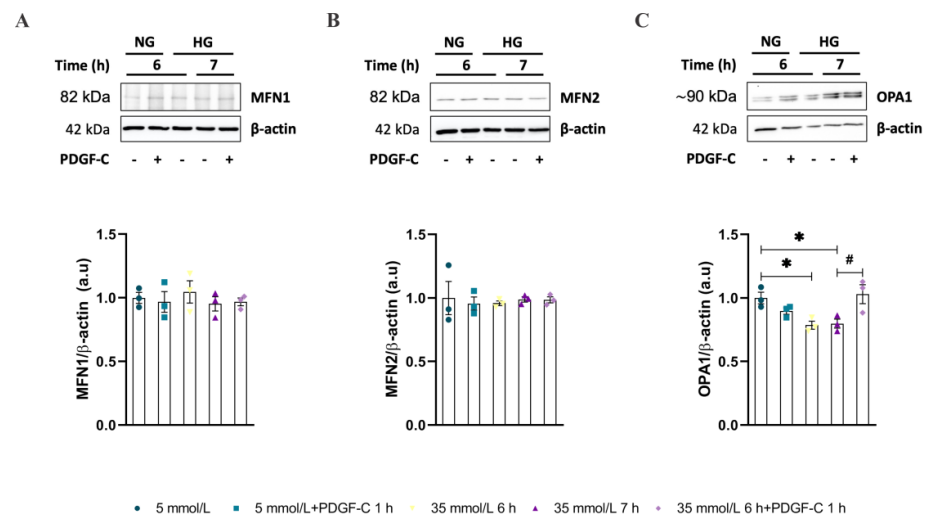 A
NG HG
Time (h) 6 7
82 kDa MFN1
42 kDa β-actin
PDGF-C - + - - +
1.5
1.0
0.5
0.0
MFN1/β-actin (a.u)
B
NG HG
Time (h) 6 7
82 kDa MFN2
42 kDa β-actin
PDGF-C - + - - +
1.5
1.0
0.5
0.0
MFN2/β-actin (a.u)
C
NG HG
Time (h) 6 7
~90 kDa OPA1
42 kDa β-actin
PDGF-C - + - - +
1.5
1.0
0.5
0.0
OPA1/β-actin (a.u)
*
*
#
5 mmol/L 5 mmol/L+PDGF-C 1 h 35 mmol/L 6 h 35 mmol/L 7 h 35 mmol/L 6 h+PDGF-C 1 h